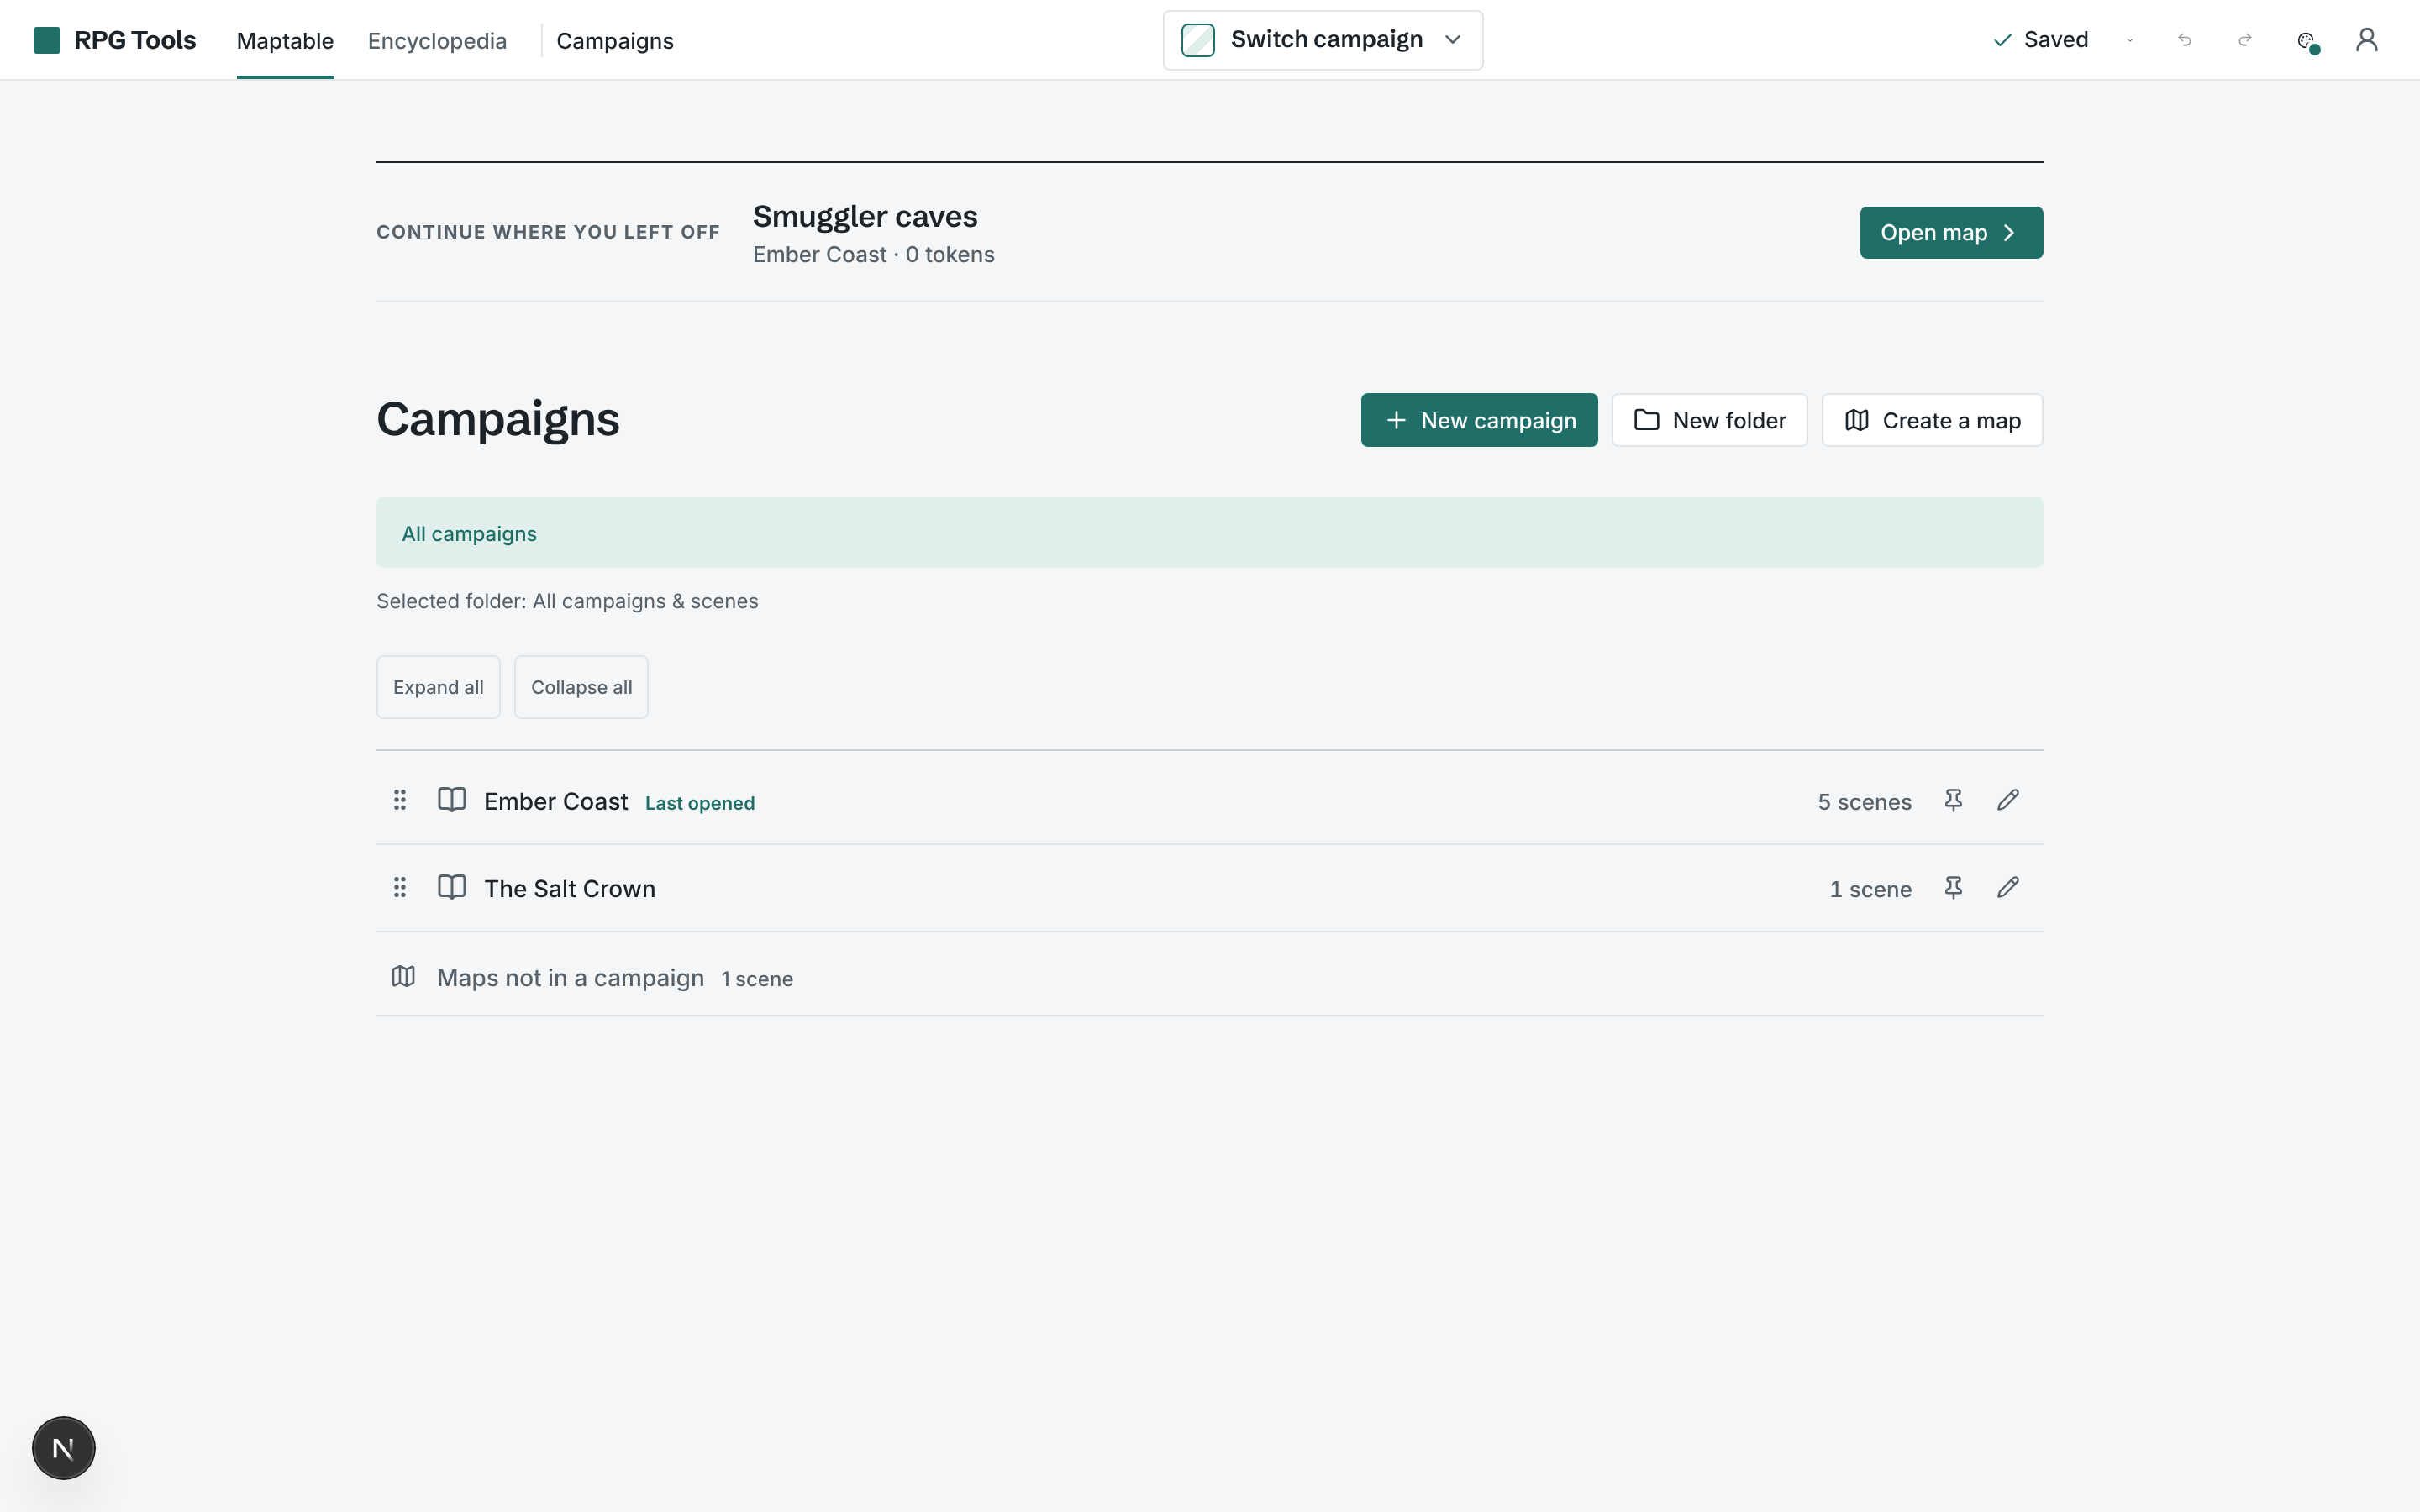 RPG Tools Maptable Encyclopedia Campaigns Switch campaign Saved
CONTINUE WHERE YOU LEFT OFF
Smuggler caves
Ember Coast · 0 tokens
Open map
Campaigns
New campaign New folder Create a map
All campaigns
Selected folder: All campaigns & scenes
Expand all Collapse all
Ember Coast Last opened 5 scenes
The Salt Crown 1 scene
Maps not in a campaign 1 scene
N